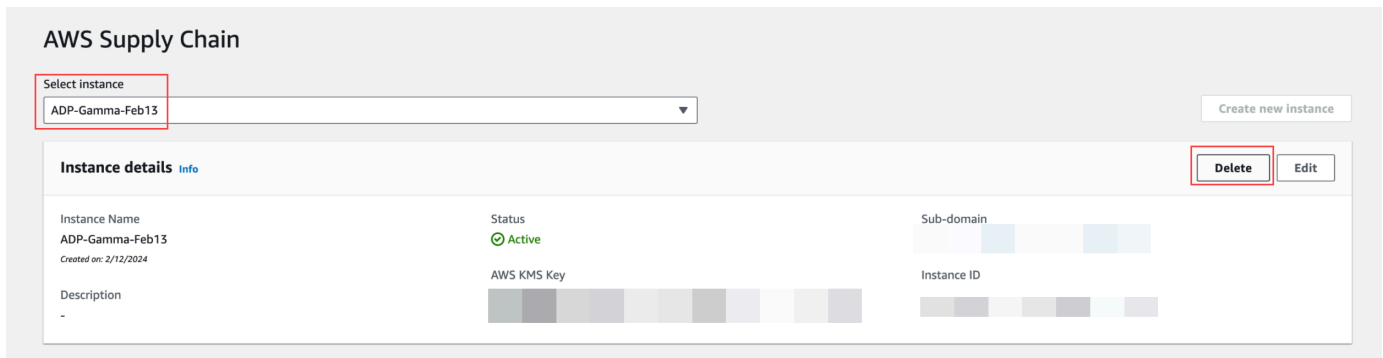 AWS Supply Chain
Select instance
ADP-Gamma-Feb13
Create new instance
Instance details Info
Delete
Edit
Instance Name
ADP-Gamma-Feb13
Created on: 2/12/2024
Description
-
Status
Active
AWS KMS Key
Sub-domain
Instance ID